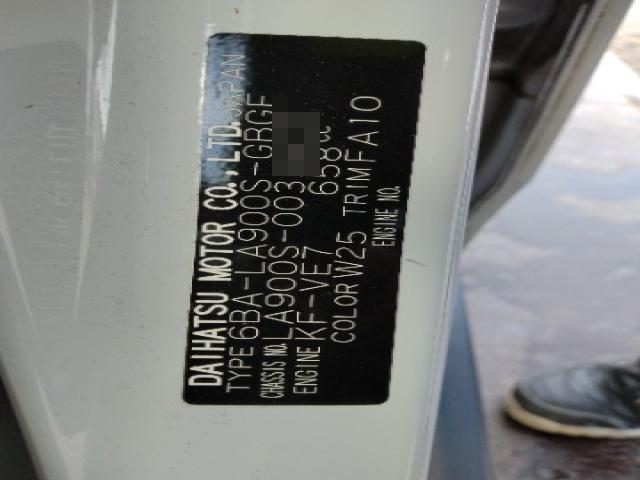 DAIHATSU MOTOR CO., LTD. JAPAN
TYPE 6BA-LA900S-GBGF
CHASSIS NO. LA900S-003
ENGINE KF-VE7 658cc
COLOR W25 TRIM FA10
ENGINE NO.